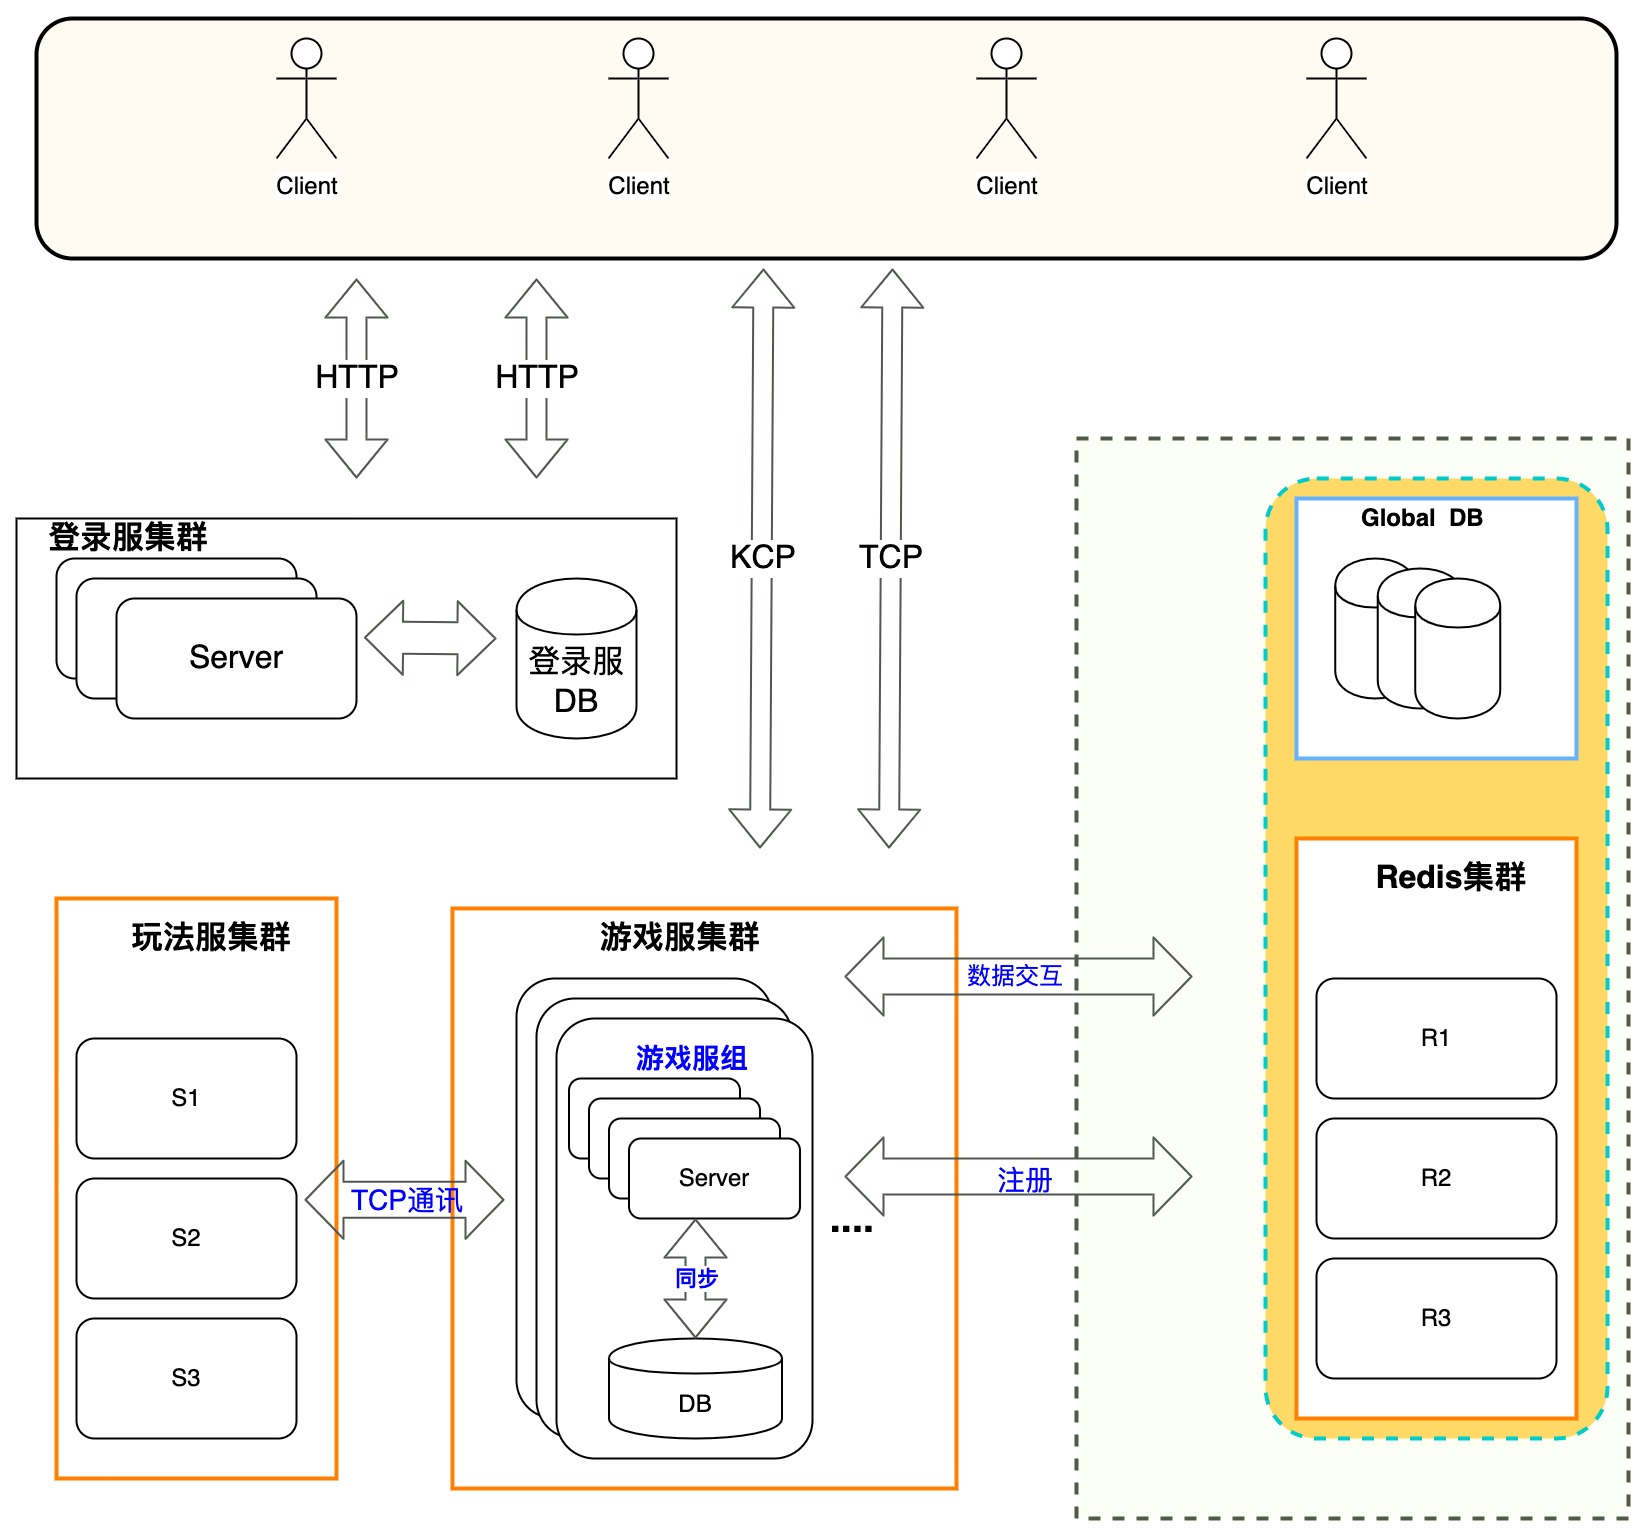 Client
Client
Client
Client
HTTP
HTTP
KCP
TCP
登录服集群
Server
登录服
DB
Global DB
Redis集群
R1
R2
R3
玩法服集群
S1
S2
S3
TCP通讯
游戏服集群
游戏服组
Server
同步
DB
....
数据交互
注册